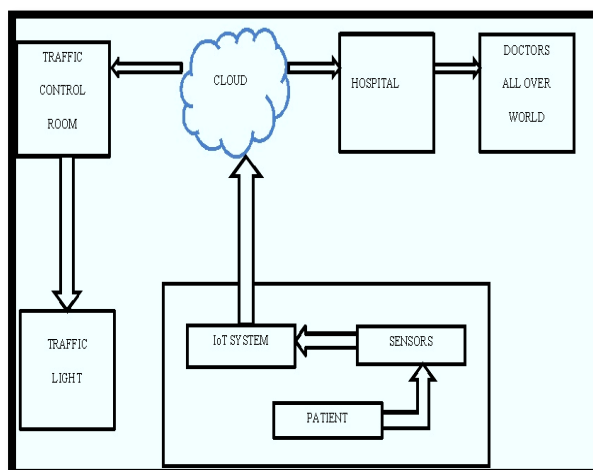 TRAFFIC
CONTROL
ROOM
CLOUD
HOSPITAL
DOCTORS
ALL OVER
WORLD
TRAFFIC
LIGHT
IoT SYSTEM
SENSORS
PATIENT